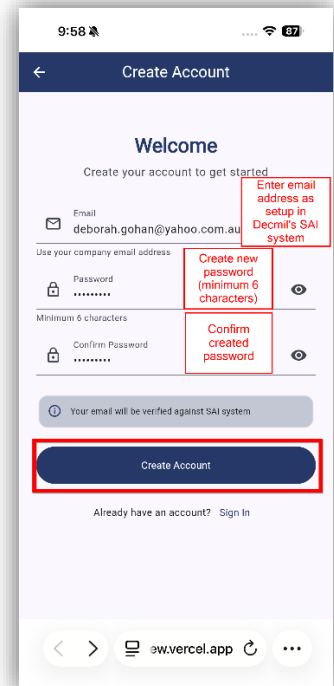 9:58
87
Create Account
Welcome
Create your account to get started
Enter email
address as
setup in
Decmil's SAI
system
Email
deborah.gohan@yahoo.com.au
Use your company email address
Create new
password
(minimum 6
characters)
Password
•••••••••
Minimum 6 characters
Confirm
created
password
Confirm Password
•••••••••
Your email will be verified against SAI system
Create Account
Already have an account? Sign In
ew.vercel.app